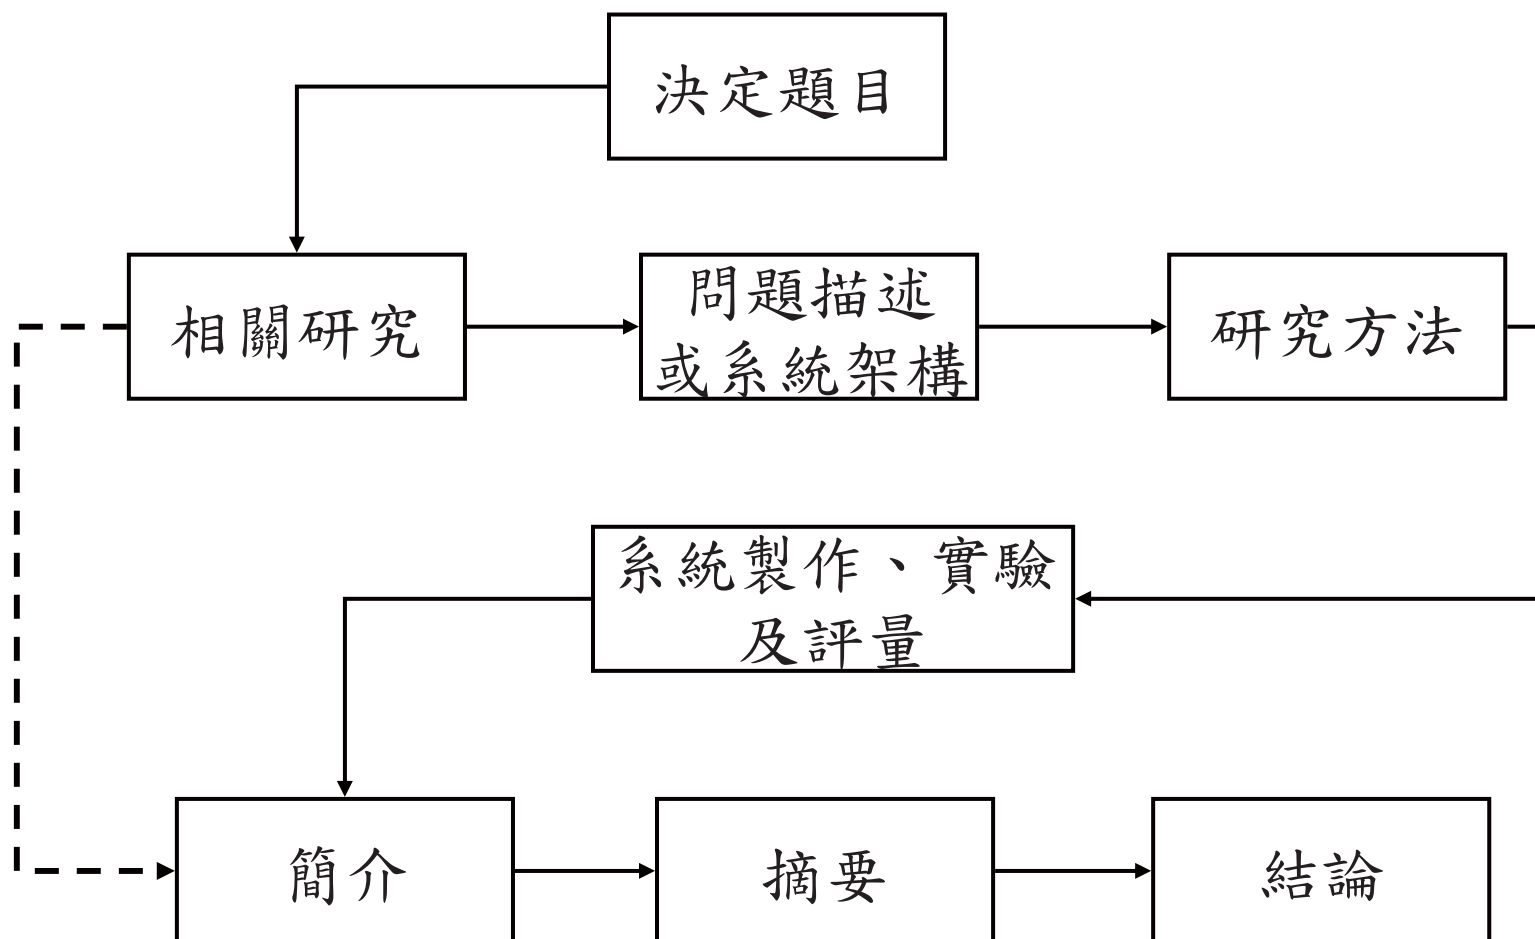 決定題目
相關研究
問題描述
或系統架構
研究方法
系統製作、實驗
及評量
簡介
摘要
結論